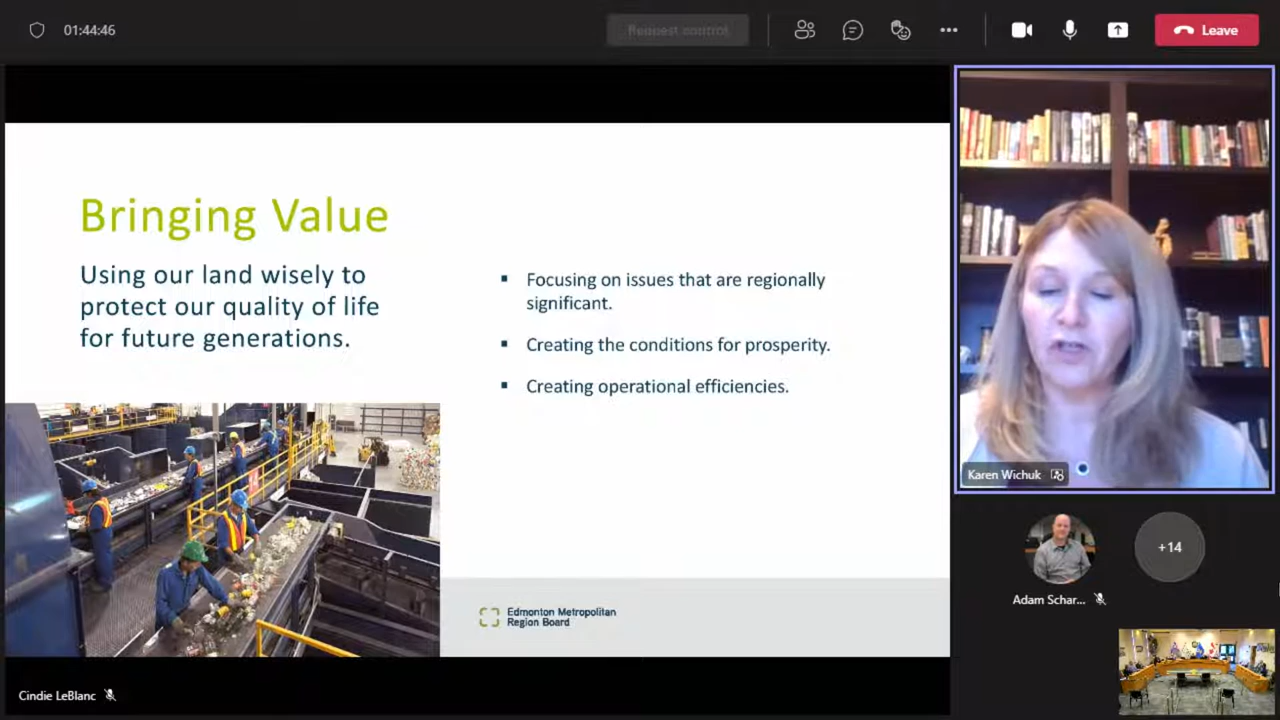 01:44:46
Request control
Leave
Bringing Value
Using our land wisely to
protect our quality of life
for future generations.
Focusing on issues that are regionally
significant.
Creating the conditions for prosperity.
Creating operational efficiencies.
Edmonton Metropolitan
Region Board
Karen Wichuk
+14
Adam Schar...
Cindie LeBlanc